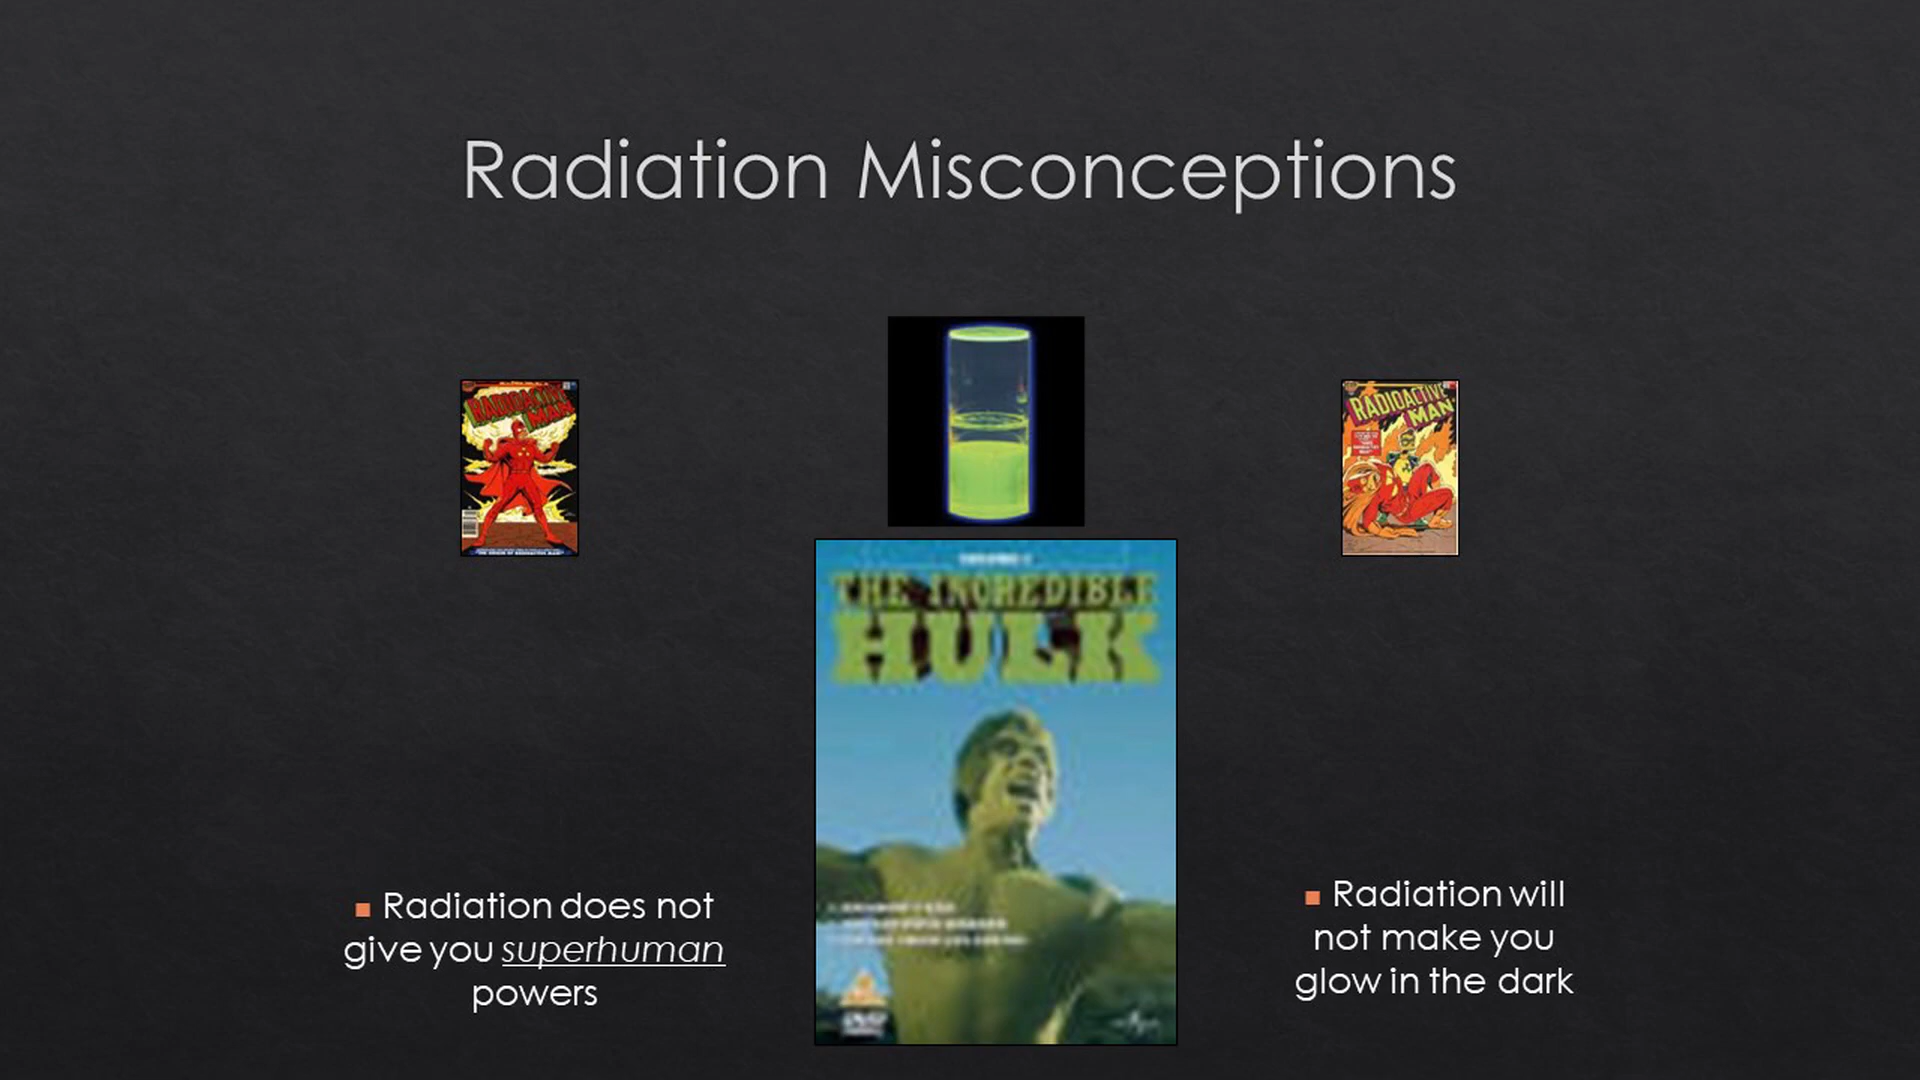 Radiation Misconceptions
RADIOACTIVE
MAN
RADIOACTIVE
MAN
THE INCREDIBLE
HULK
DVD
Radiation does not
give you superhuman
powers
Radiation will
not make you
glow in the dark